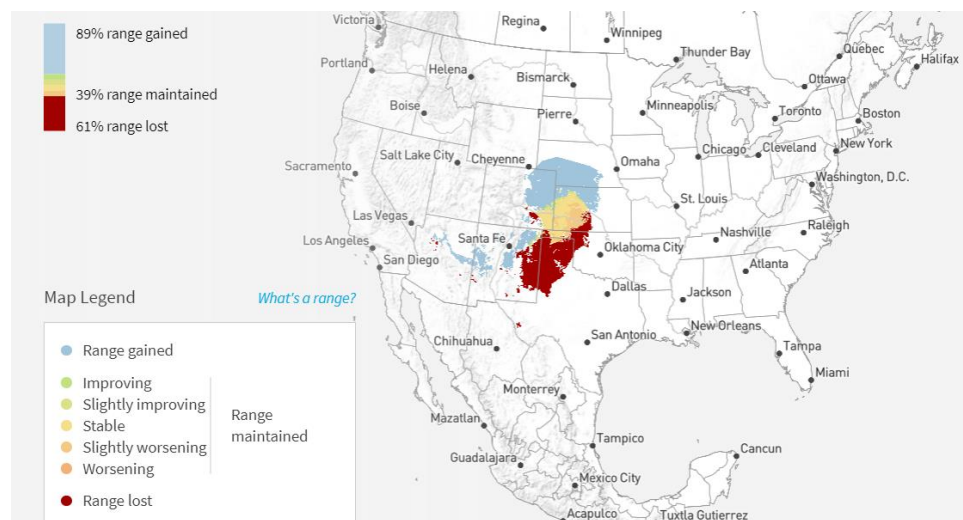 89% range gained
39% range maintained
61% range lost
Map Legend
What's a range?
Range gained
Improving
Slightly improving
Stable
Slightly worsening
Worsening
Range
maintained
Range lost
Victoria
Regina
Winnipeg
Thunder Bay
Québec
Halifax
Portland
Helena
Bismarck
Ottawa
Boise
Pierre
Minneapolis
Toronto
Boston
Salt Lake City
Cheyenne
Omaha
Chicago
Cleveland
New York
Sacramento
Washington, D.C.
St. Louis
Las Vegas
Santa Fe
Oklahoma City
Nashville
Raleigh
Los Angeles
San Diego
Atlanta
Dallas
Jackson
San Antonio
New Orleans
Chihuahua
Tampa
Miami
Monterrey
Mazatlan
Tampico
Cancun
Guadalajara
Mexico City
Acapulco
Tuxtla Gutierrez